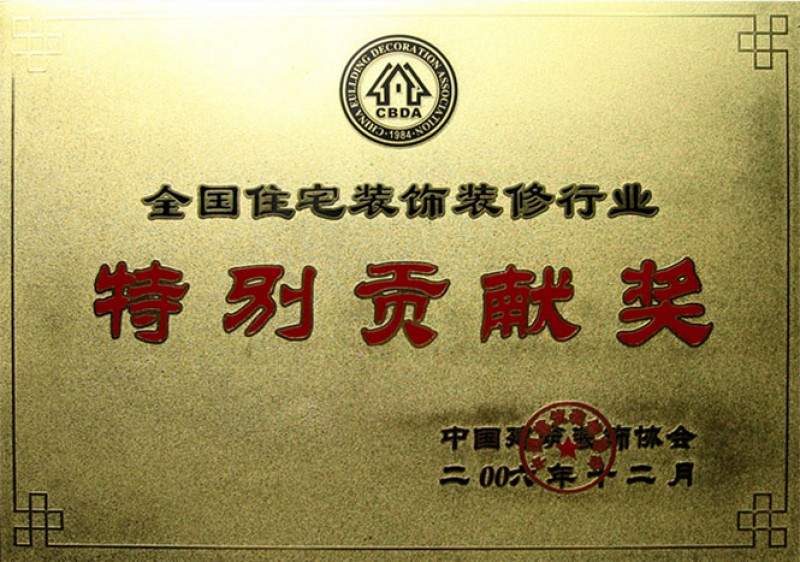 CHINA BUILLDING DECORATION ASSOCIATION
CBDA
·1984·
全国住宅装饰装修行业
特别贡献奖
中国建筑装饰协会
二00六年十二月